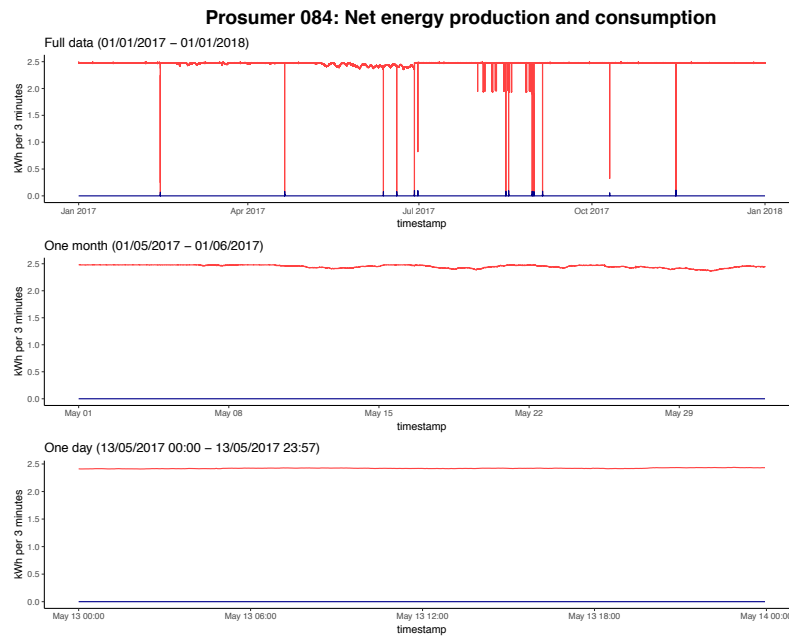 Prosumer 084: Net energy production and consumption
Full data (01/01/2017 − 01/01/2018)
kWh per 3 minutes
2.5
2.0
1.5
1.0
0.5
0.0
Jan 2017 Apr 2017 Jul 2017 Oct 2017 Jan 2018
timestamp
One month (01/05/2017 − 01/06/2017)
kWh per 3 minutes
2.5
2.0
1.5
1.0
0.5
0.0
May 01 May 08 May 15 May 22 May 29
timestamp
One day (13/05/2017 00:00 − 13/05/2017 23:57)
kWh per 3 minutes
2.5
2.0
1.5
1.0
0.5
0.0
May 13 00:00 May 13 06:00 May 13 12:00 May 13 18:00 May 14 00:00
timestamp